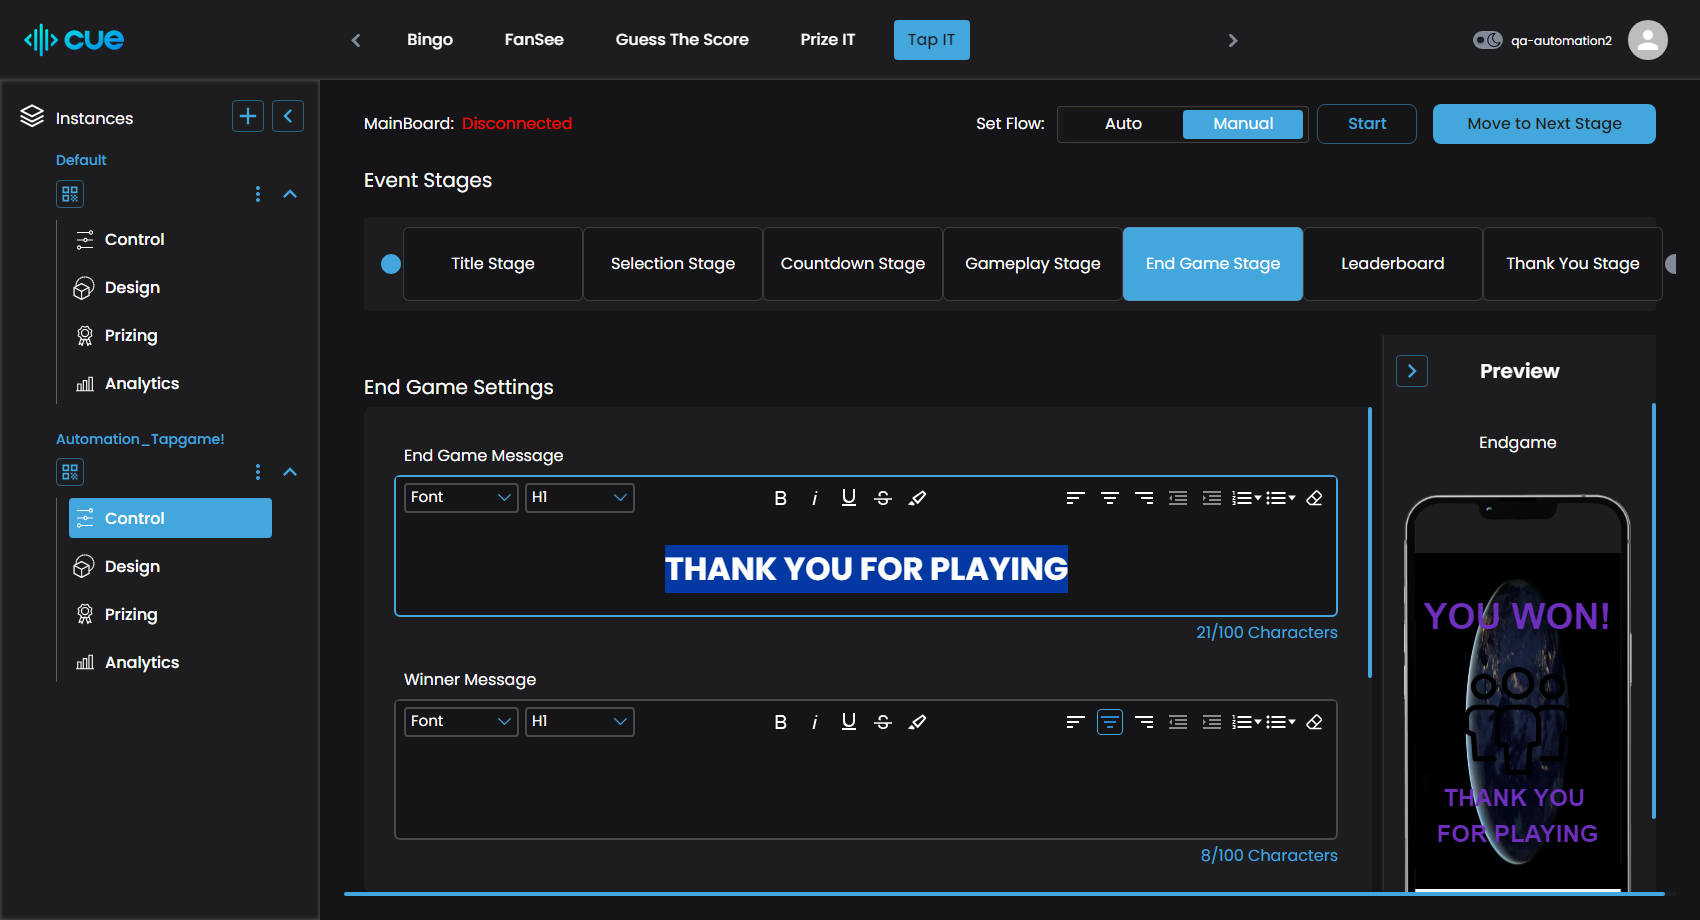 cue
Bingo
FanSee
Guess The Score
Prize IT
Tap IT
qa-automation2
Instances
Default
Control
Design
Prizing
Analytics
Automation_Tapgame!
Control
Design
Prizing
Analytics
MainBoard: Disconnected
Set Flow:
Auto
Manual
Start
Move to Next Stage
Event Stages
Title Stage
Selection Stage
Countdown Stage
Gameplay Stage
End Game Stage
Leaderboard
Thank You Stage
End Game Settings
End Game Message
Font
H1
B
i
U
S
THANK YOU FOR PLAYING
21/100 Characters
Winner Message
Font
H1
B
i
U
S
8/100 Characters
Preview
Endgame
YOU WON!
THANK YOU
FOR PLAYING